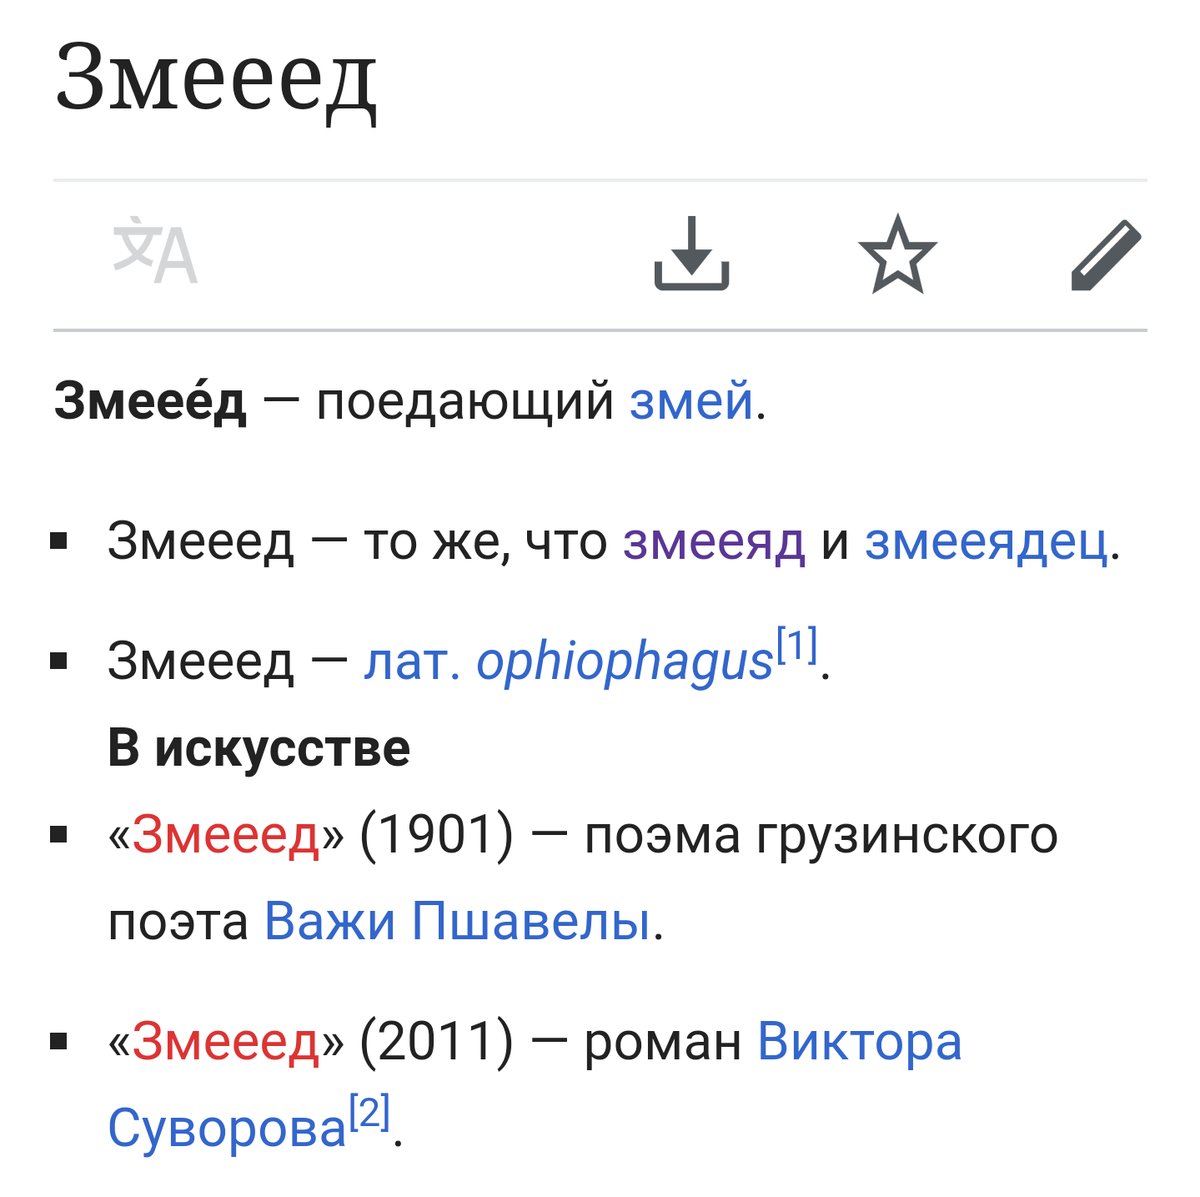 Змееед
Змеее́д — поедающий змей.
Змееед — то же, что змееяд и змееядец.
Змееед — лат. ophiophagus[1].
В искусстве
«Змееед» (1901) — поэма грузинского
поэта Важи Пшавелы.
«Змееед» (2011) — роман Виктора
Суворова[2].